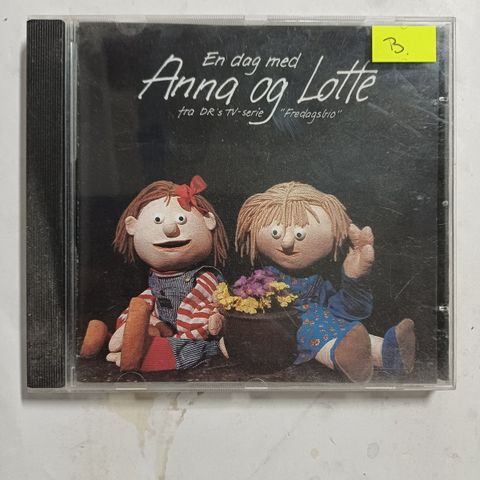 B.
En dag med
Anna og Lotte
fra DR's TV-serie "Fredagsbio"